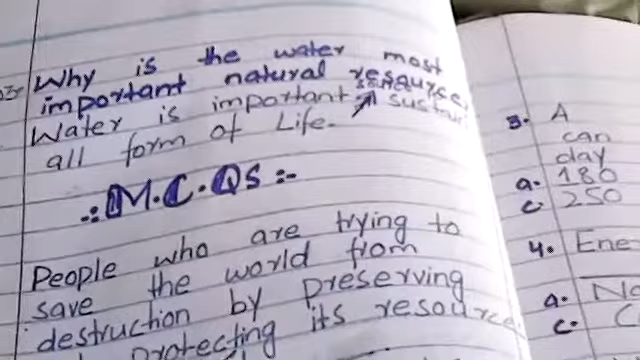 Why is the water most
important natural resource
Water is important
all form of Life.
-: M.C.Qs :-
People who are trying to
save the world from
destruction by preserving
protecting its resource
3. A
can
day
a. 180
c. 250
4. Ene
a. No
c.